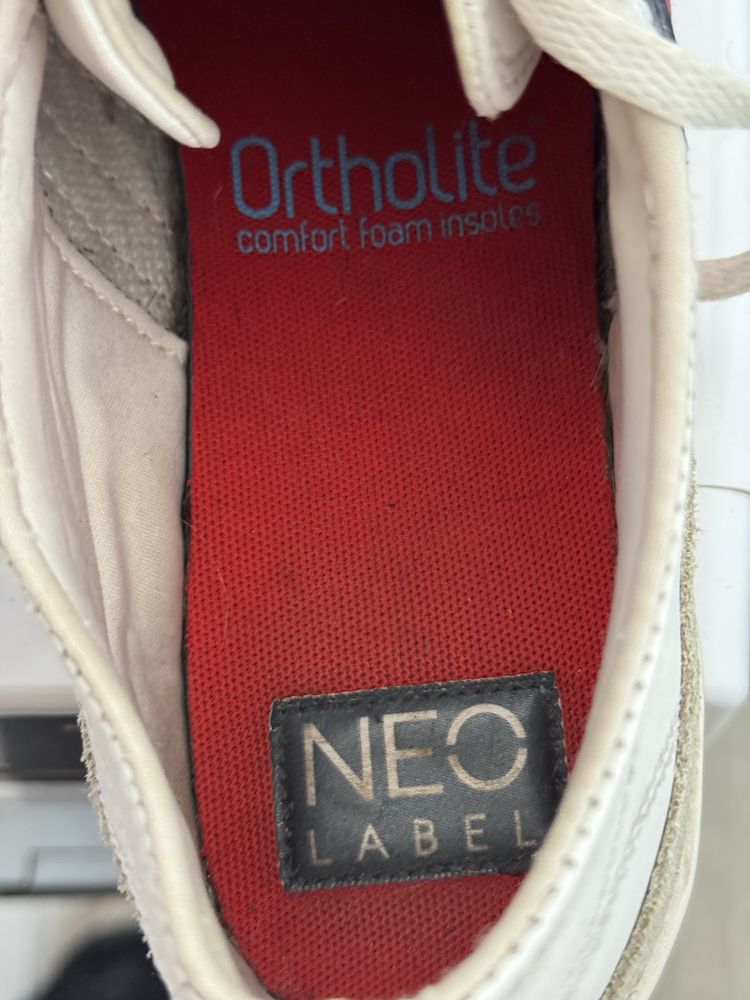 Ortholite
comfort foam insoles
NEO
LABEL